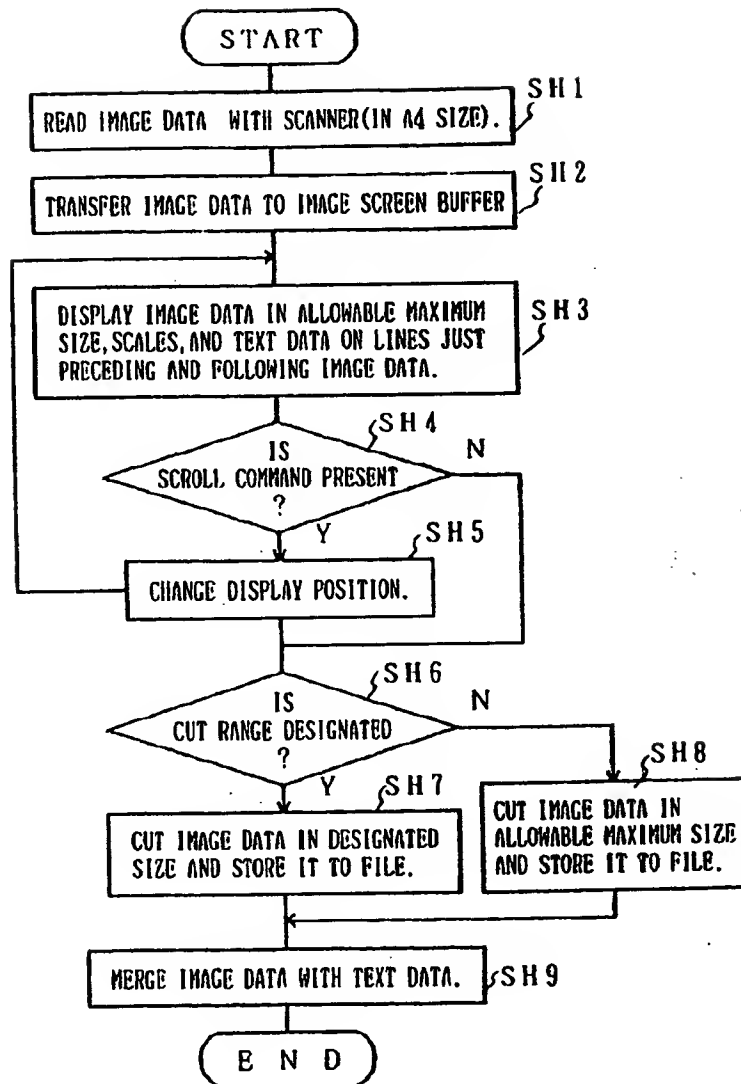 START
SH1
READ IMAGE DATA WITH SCANNER(IN A4 SIZE).
SH2
TRANSFER IMAGE DATA TO IMAGE SCREEN BUFFER
SH3
DISPLAY IMAGE DATA IN ALLOWABLE MAXIMUM
SIZE, SCALES, AND TEXT DATA ON LINES JUST
PRECEDING AND FOLLOWING IMAGE DATA.
SH4
IS
SCROLL COMMAND PRESENT
?
N
Y
SH5
CHANGE DISPLAY POSITION.
SH6
IS
CUT RANGE DESIGNATED
?
N
Y
SH7
CUT IMAGE DATA IN DESIGNATED
SIZE AND STORE IT TO FILE.
SH8
CUT IMAGE DATA IN
ALLOWABLE MAXIMUM SIZE
AND STORE IT TO FILE.
MERGE IMAGE DATA WITH TEXT DATA.
SH9
END